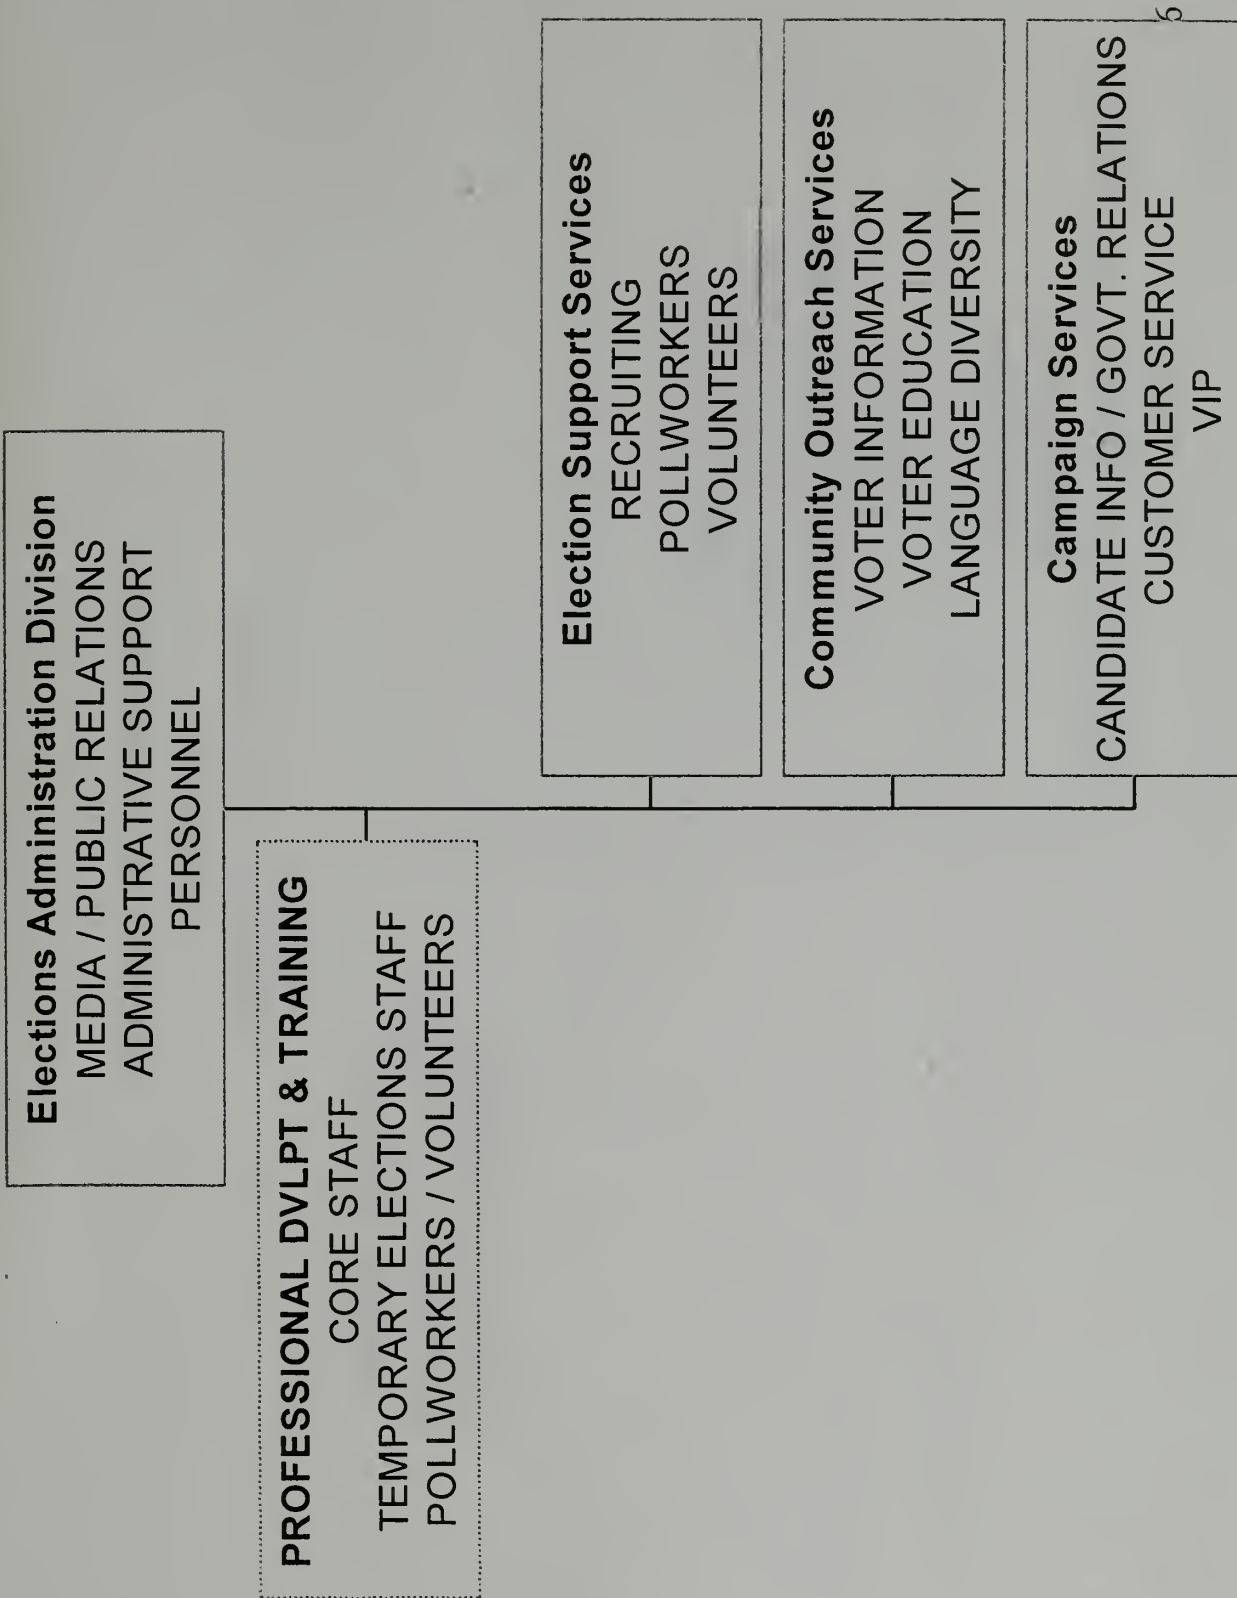 Elections Administration Division
MEDIA / PUBLIC RELATIONS
ADMINISTRATIVE SUPPORT
PERSONNEL
PROFESSIONAL DVLPT & TRAINING
CORE STAFF
TEMPORARY ELECTIONS STAFF
POLLWORKERS / VOLUNTEERS
Election Support Services
RECRUITING
POLLWORKERS
VOLUNTEERS
Community Outreach Services
VOTER INFORMATION
VOTER EDUCATION
LANGUAGE DIVERSITY
Campaign Services
CANDIDATE INFO / GOVT. RELATIONS
CUSTOMER SERVICE
VIP